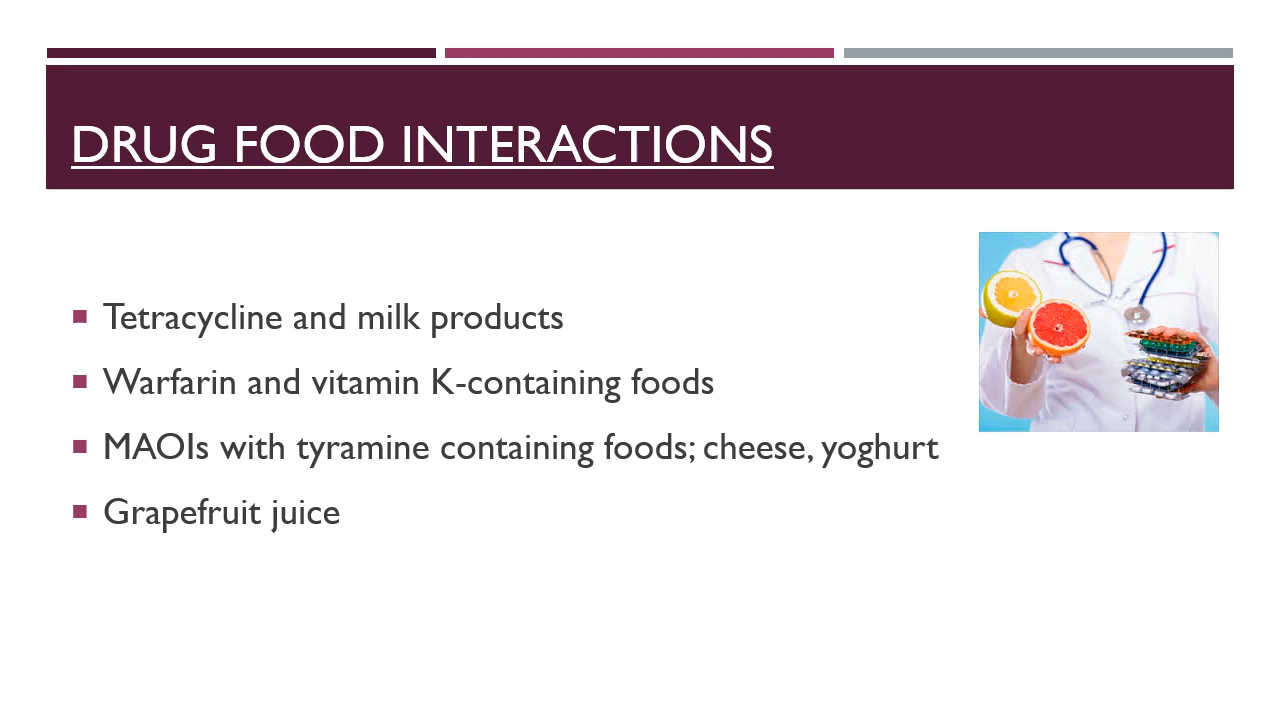 DRUG FOOD INTERACTIONS
Tetracycline and milk products
Warfarin and vitamin K-containing foods
MAOIs with tyramine containing foods; cheese, yoghurt
Grapefruit juice